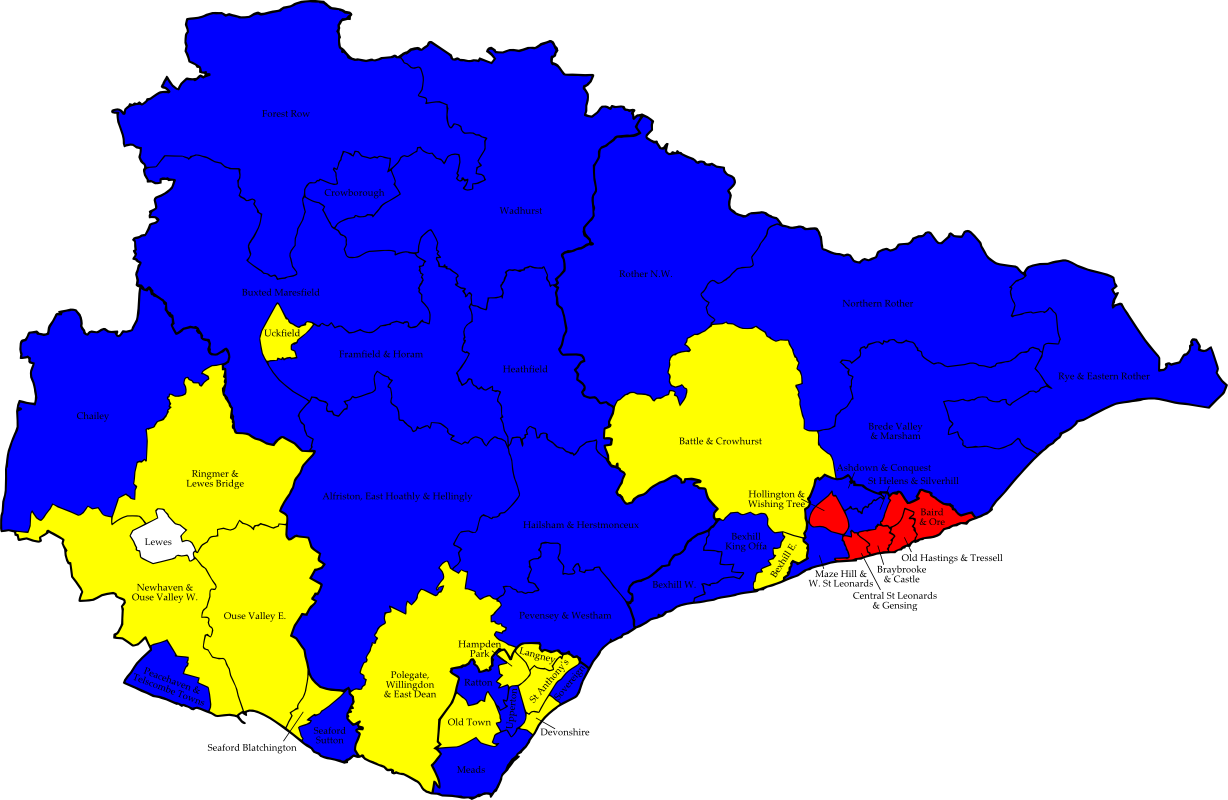 Forest Row
Crowborough
Wadhurst
Rother N.W
Buxted Maresfield
Northern Rother
Uckfield
Framfield & Horam
Heathfield
Rye & Eastern Rother
Chailey
Brede Valley
& Marsham
Battle & Crowhurst
Ringmer &
Lewes Bridge
Ashdown & Conquest
St Helens & Silverhill
Alfriston, East Hoathly & Hellingly
Hollington &
Wishing Tree
Baird
& Ore
Hailsham & Herstmonceux
Lewes
Bexhill
King Offa
Bexhill E.
Old Hastings & Tressell
Braybrooke
& Castle
Maze Hill &
W. St Leonards
Central St Leonards
& Gensing
Bexhill W.
Newhaven &
Ouse Valley W.
Ouse Valley E.
Pevensey & Westham
Hampden
Park
Langney
St Anthony's
Polegate,
Willingdon
& East Dean
Ratton
Peacehaven &
Old Town
Devonshire
Seaford
Sutton
Seaford Blatchington
Meads